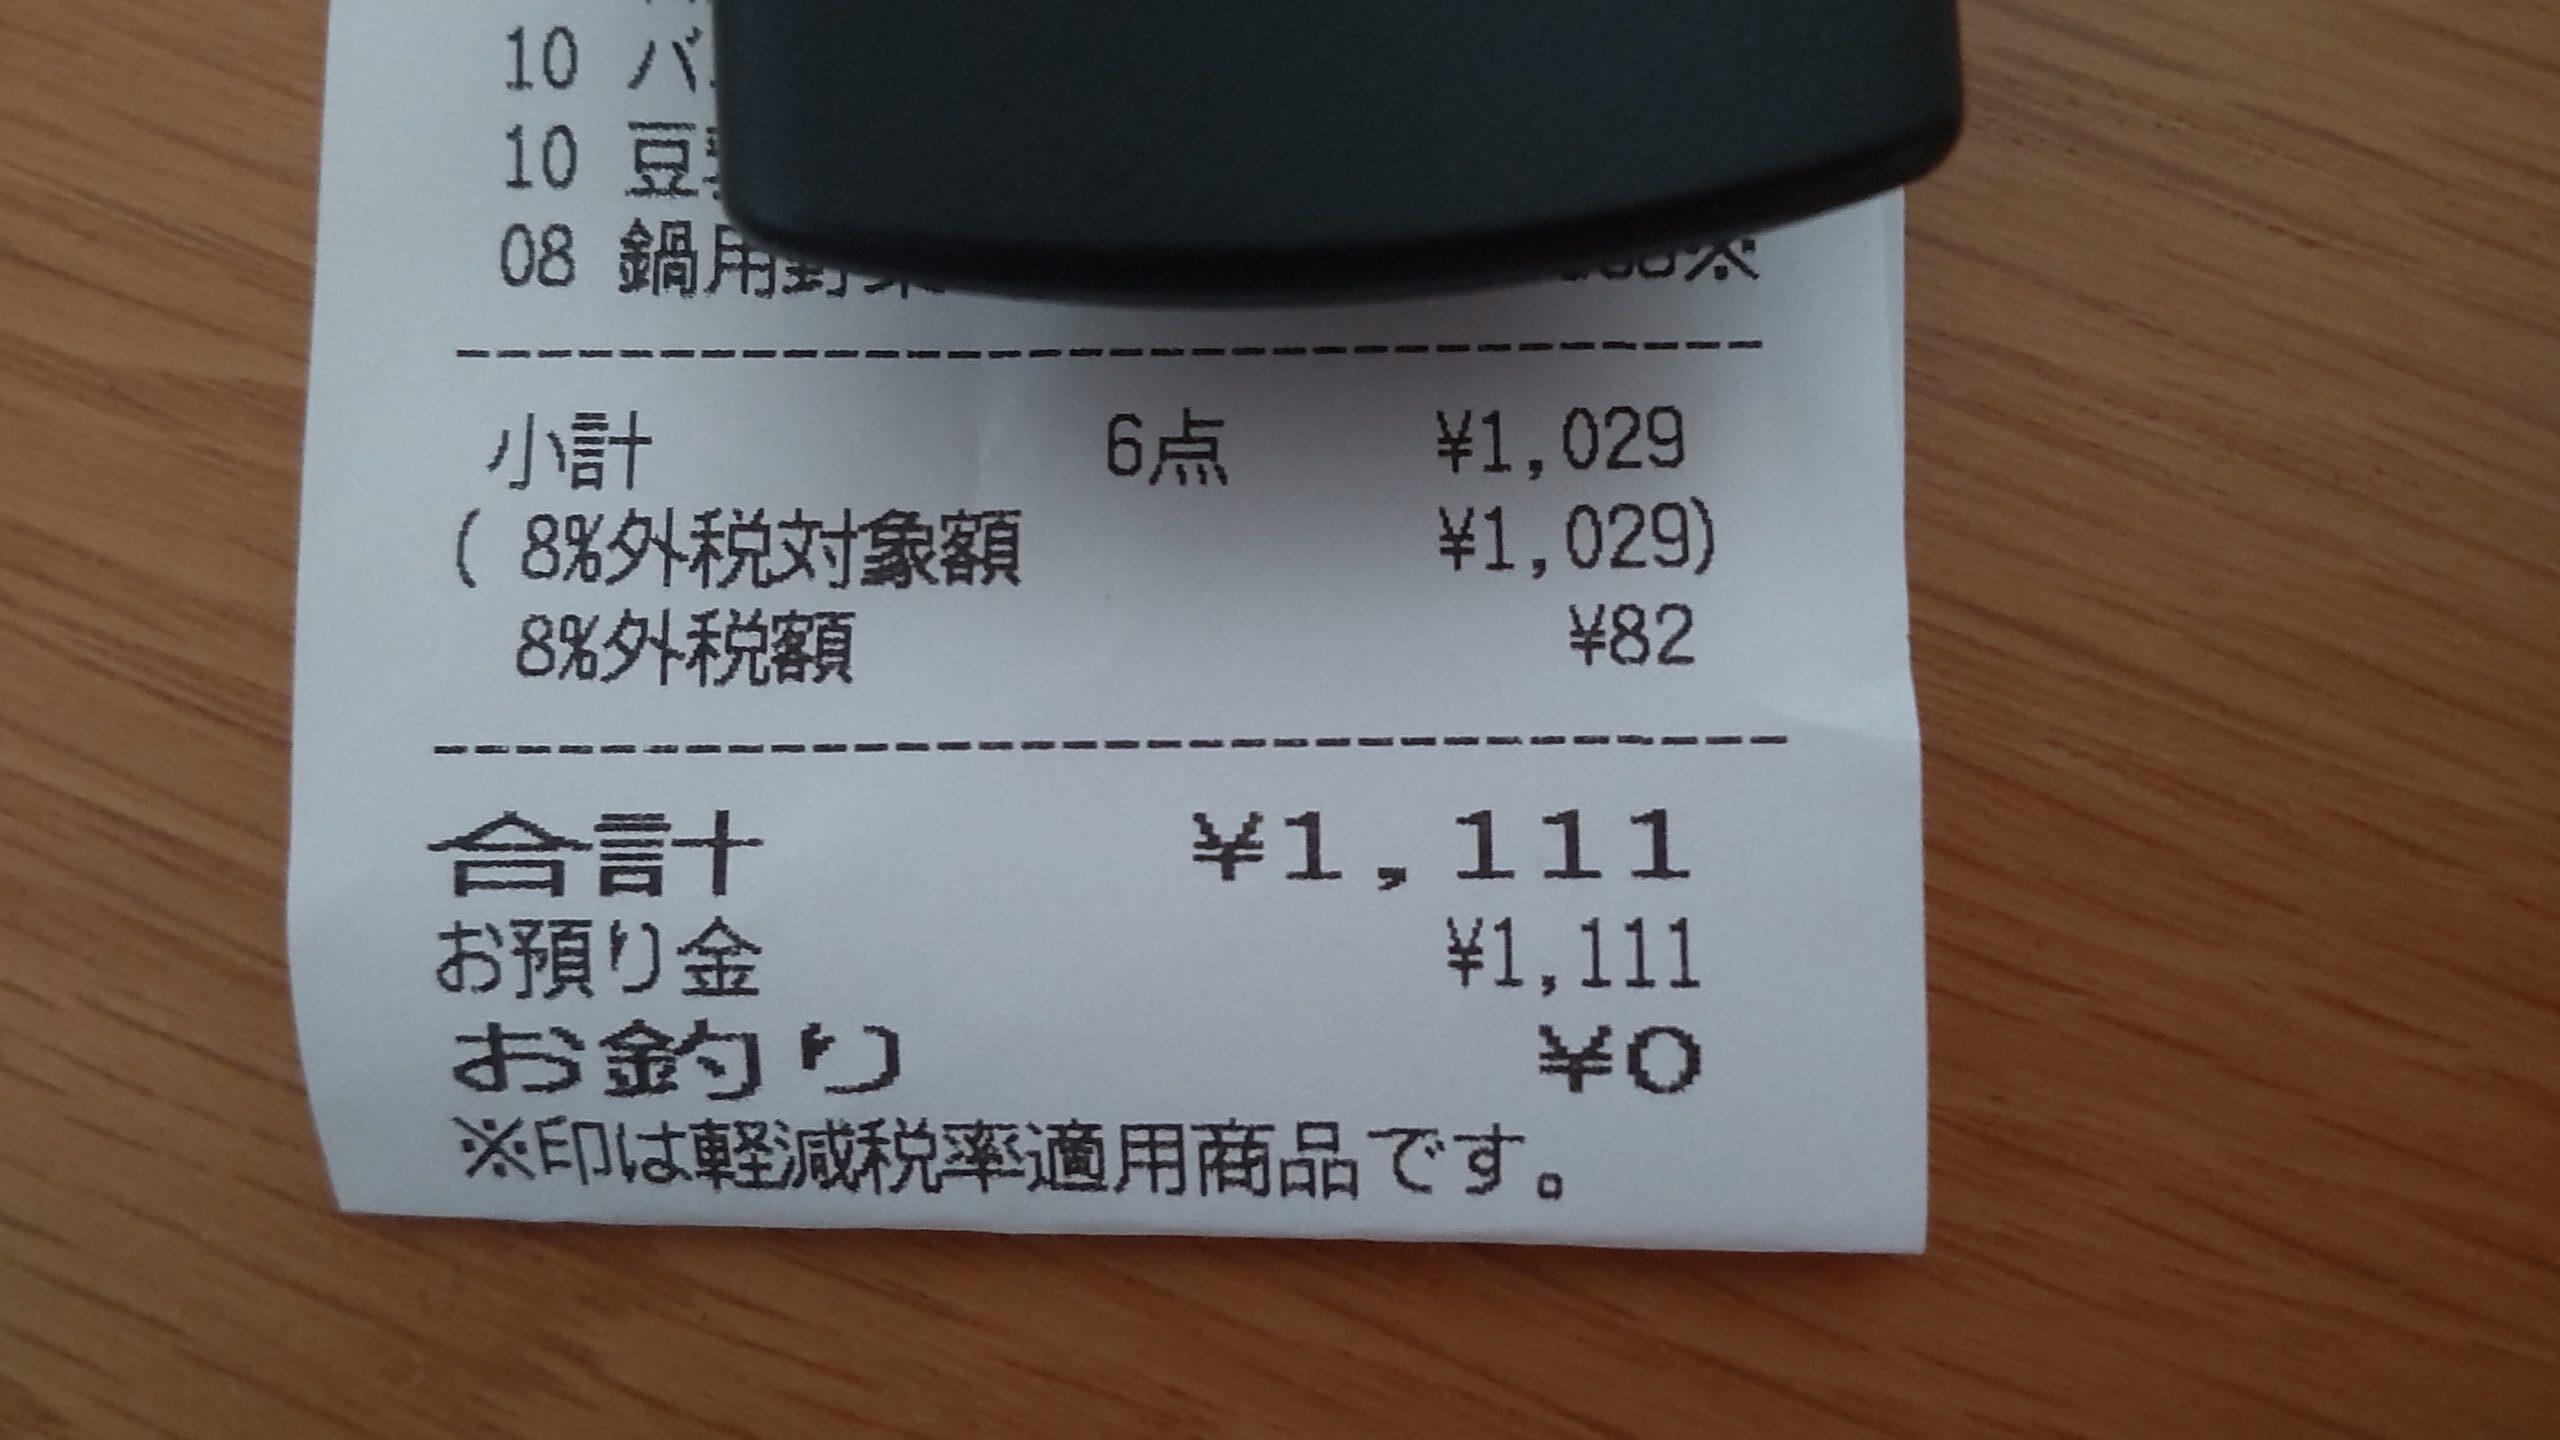 10
10 豆
08 鍋用野菜
小計 6点 ¥1,029
( 8%外税対象額 ¥1,029)
8%外税額 ¥82
合計 ¥1,111
お預り金 ¥1,111
お釣り ¥0
※印は軽減税率適用商品です。